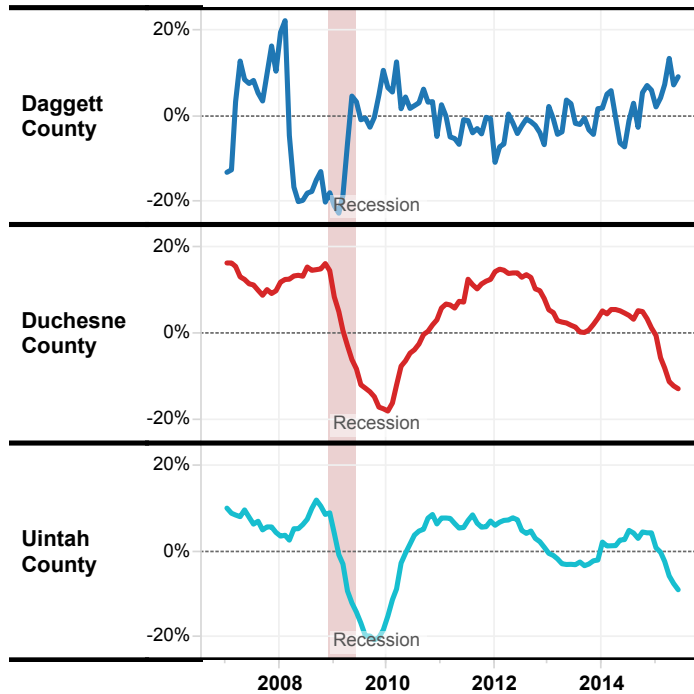 20%
Daggett
County
0%
-20%
Recession
20%
Duchesne
County
0%
-20%
Recession
20%
Uintah
County
0%
-20%
Recession
2008 2010 2012 2014